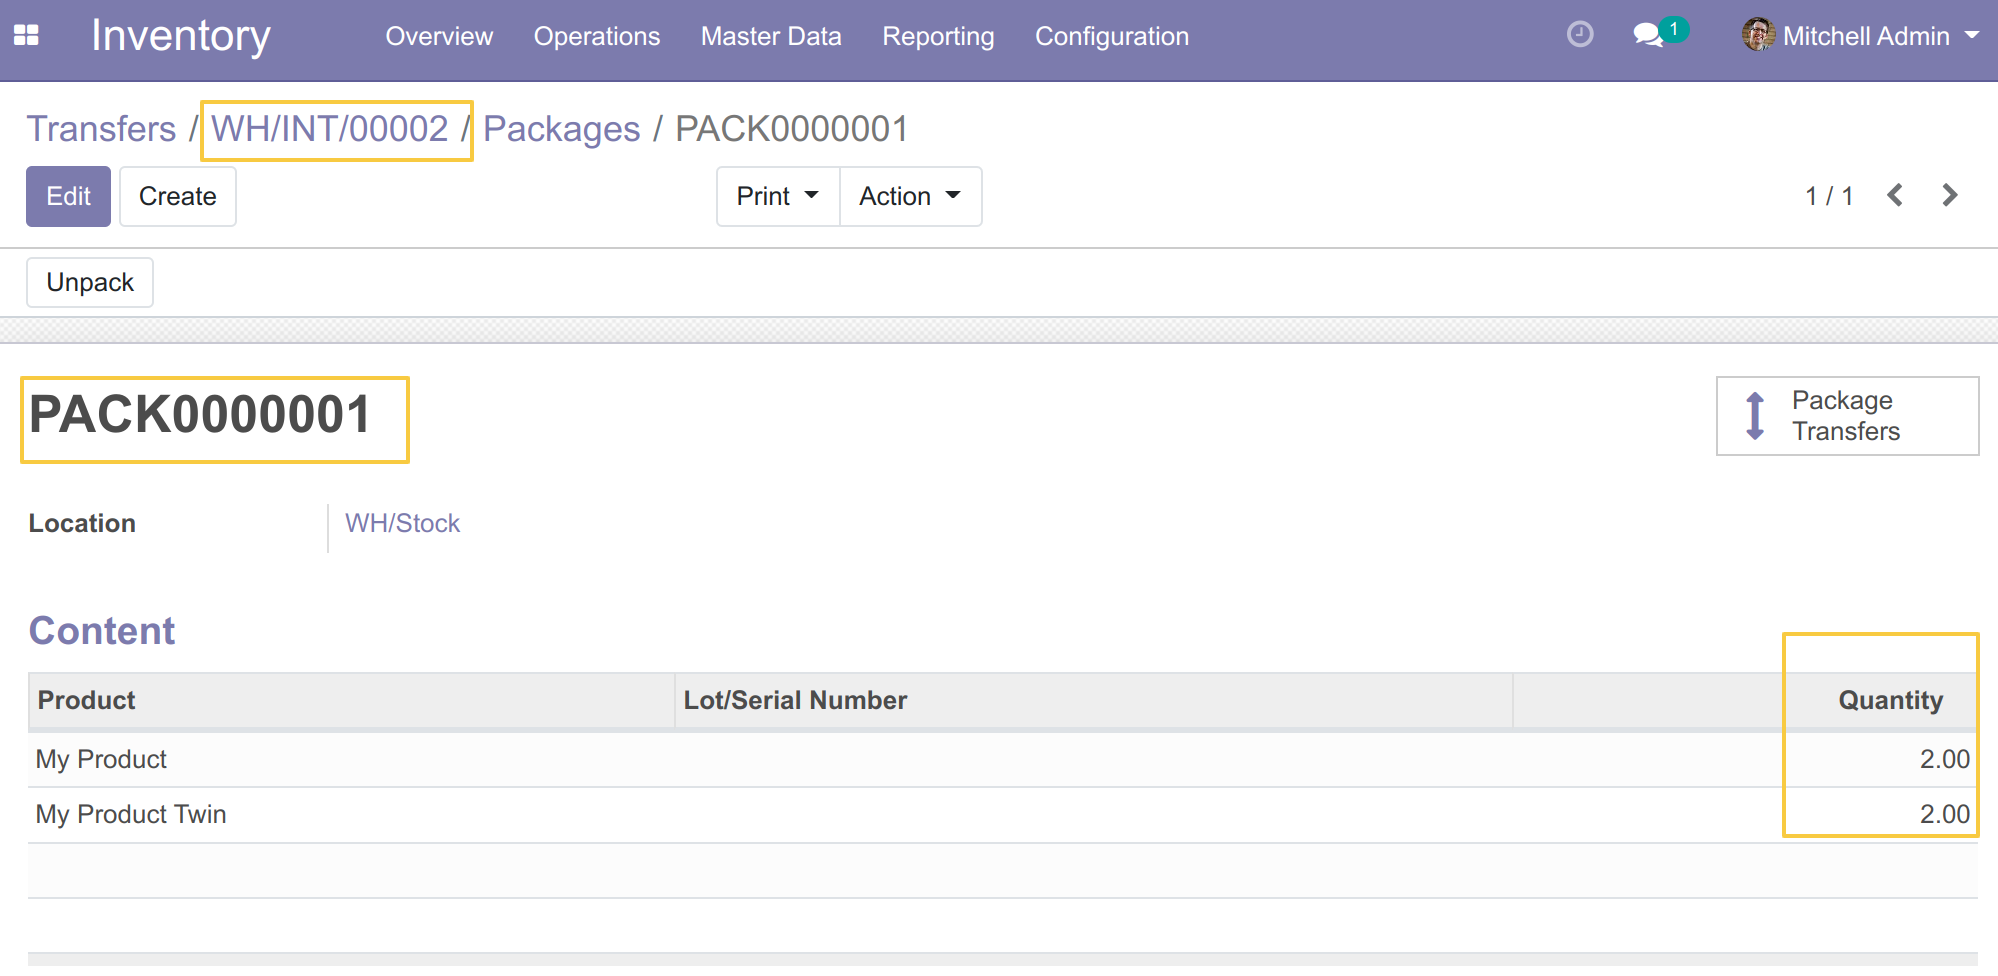 Inventory Overview Operations Master Data Reporting Configuration 1 Mitchell Admin
Transfers / WH/INT/00002 / Packages / PACK0000001
Edit Create Print Action 1 / 1
Unpack
PACK0000001
Package
Transfers
Location WH/Stock
Content
Product Lot/Serial Number Quantity
My Product 2.00
My Product Twin 2.00